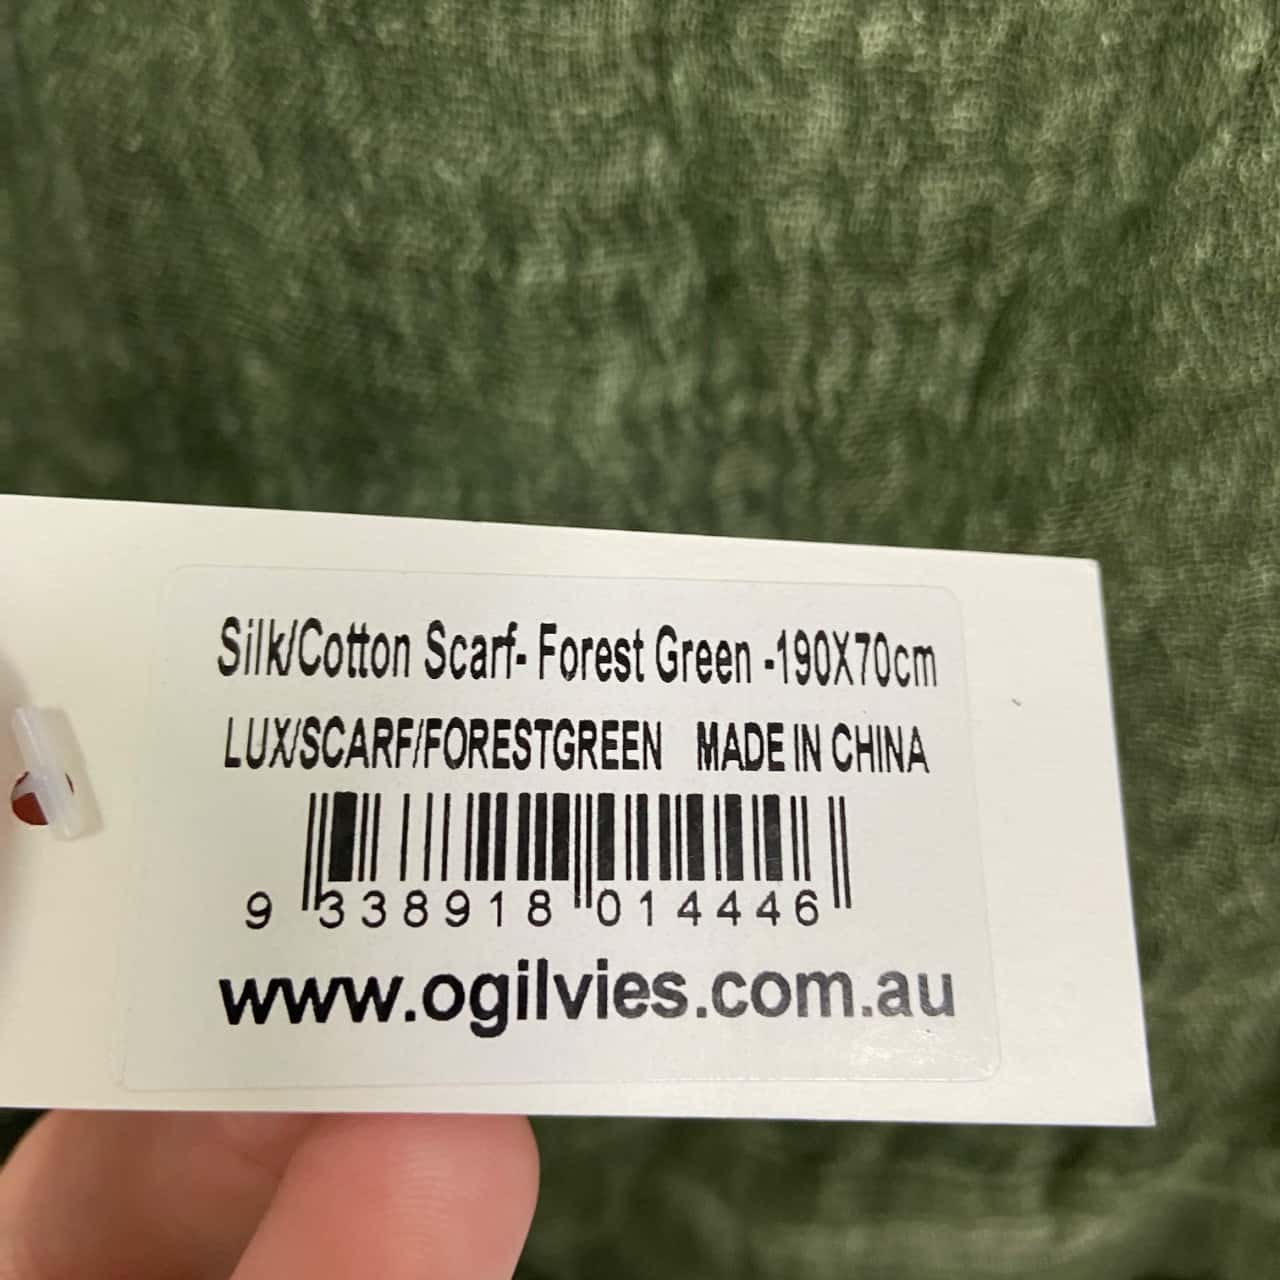 Silk/Cotton Scarf- Forest Green -190X70cm
LUX/SCARF/FORESTGREEN MADE IN CHINA
9 338918 014446
www.ogilvies.com.au